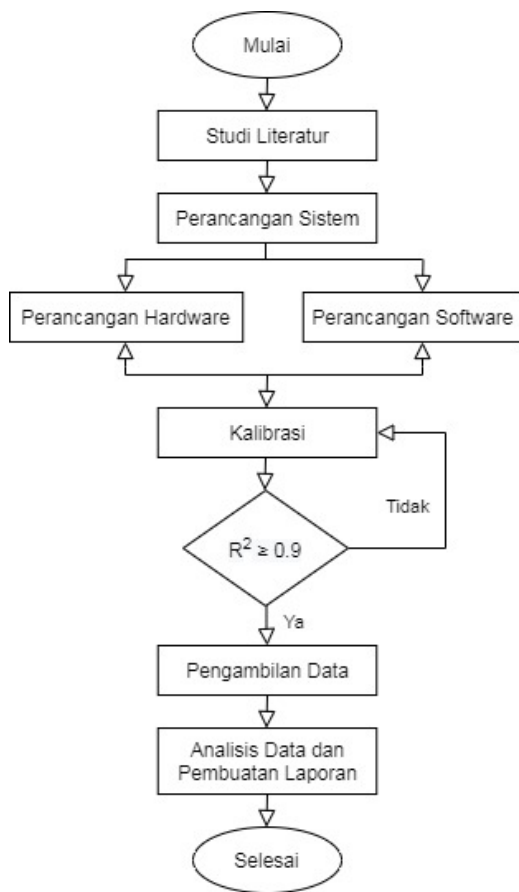 Mulai
Studi Literatur
Perancangan Sistem
Perancangan Hardware
Perancangan Software
Kalibrasi
Tidak
R² ≥ 0.9
Ya
Pengambilan Data
Analisis Data dan
Pembuatan Laporan
Selesai